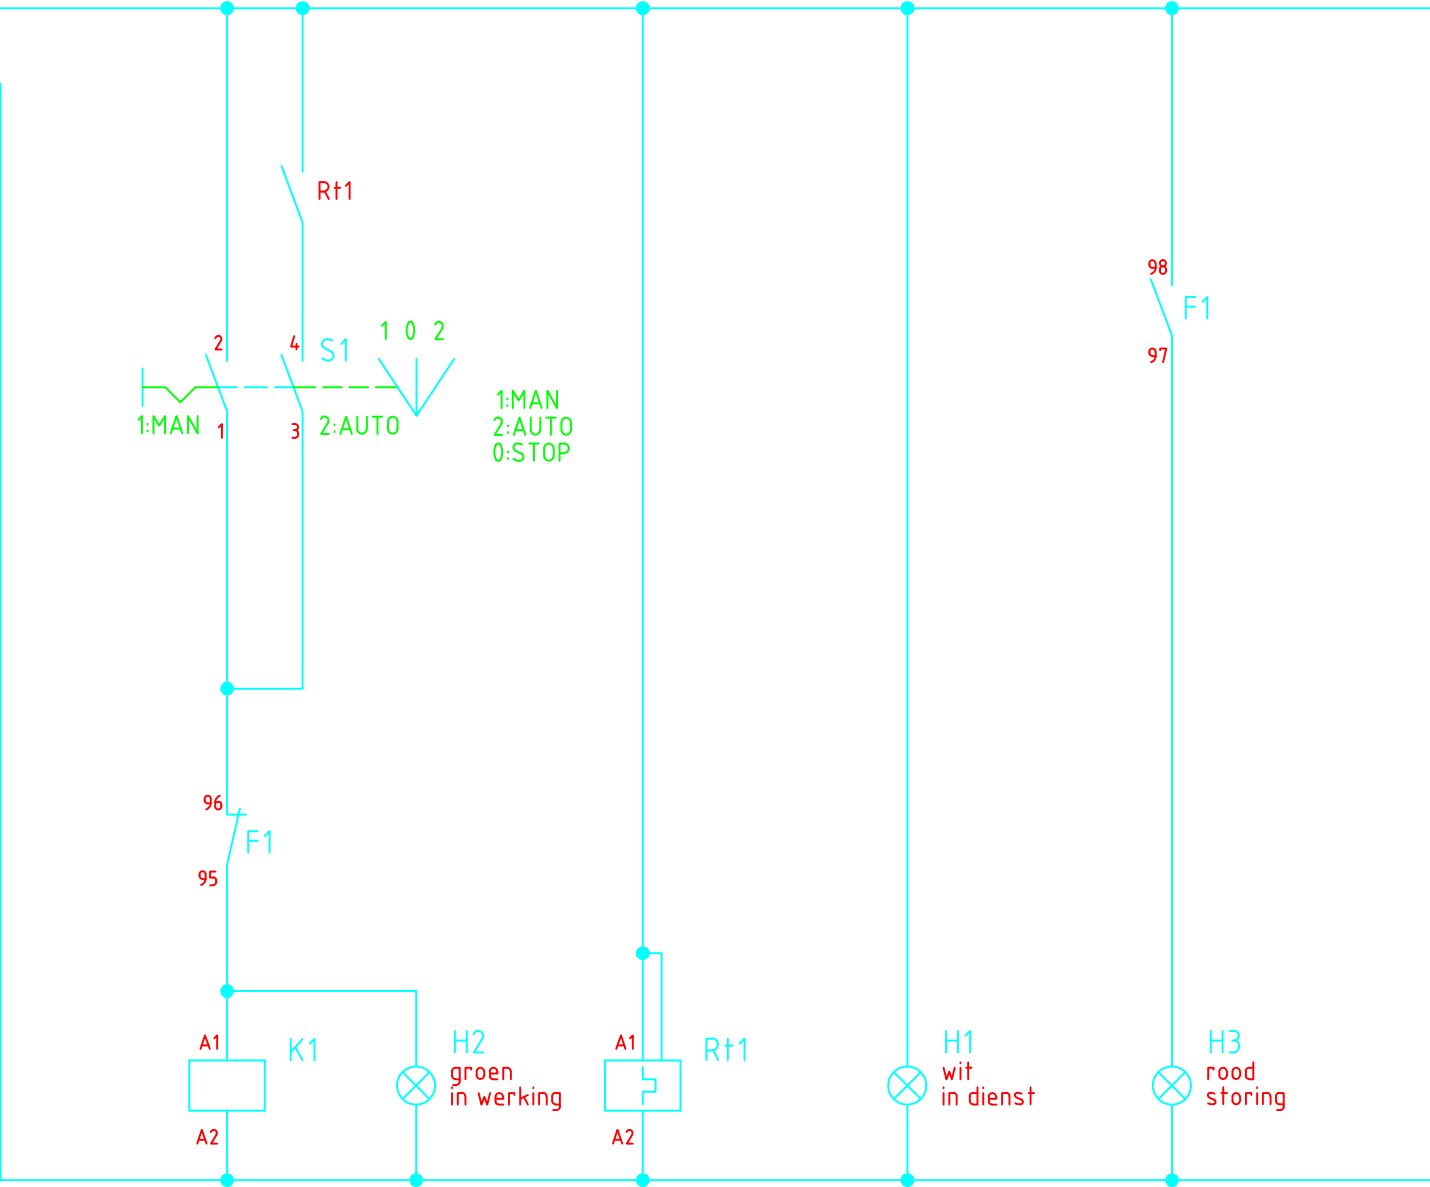 Rt1
98
F1
97
1 0 2
2
4
S1
1:MAN
1
3
2:AUTO
1:MAN
2:AUTO
0:STOP
96
F1
95
A1
K1
A2
H2
groen
in werking
A1
Rt1
A2
H1
wit
in dienst
H3
rood
storing